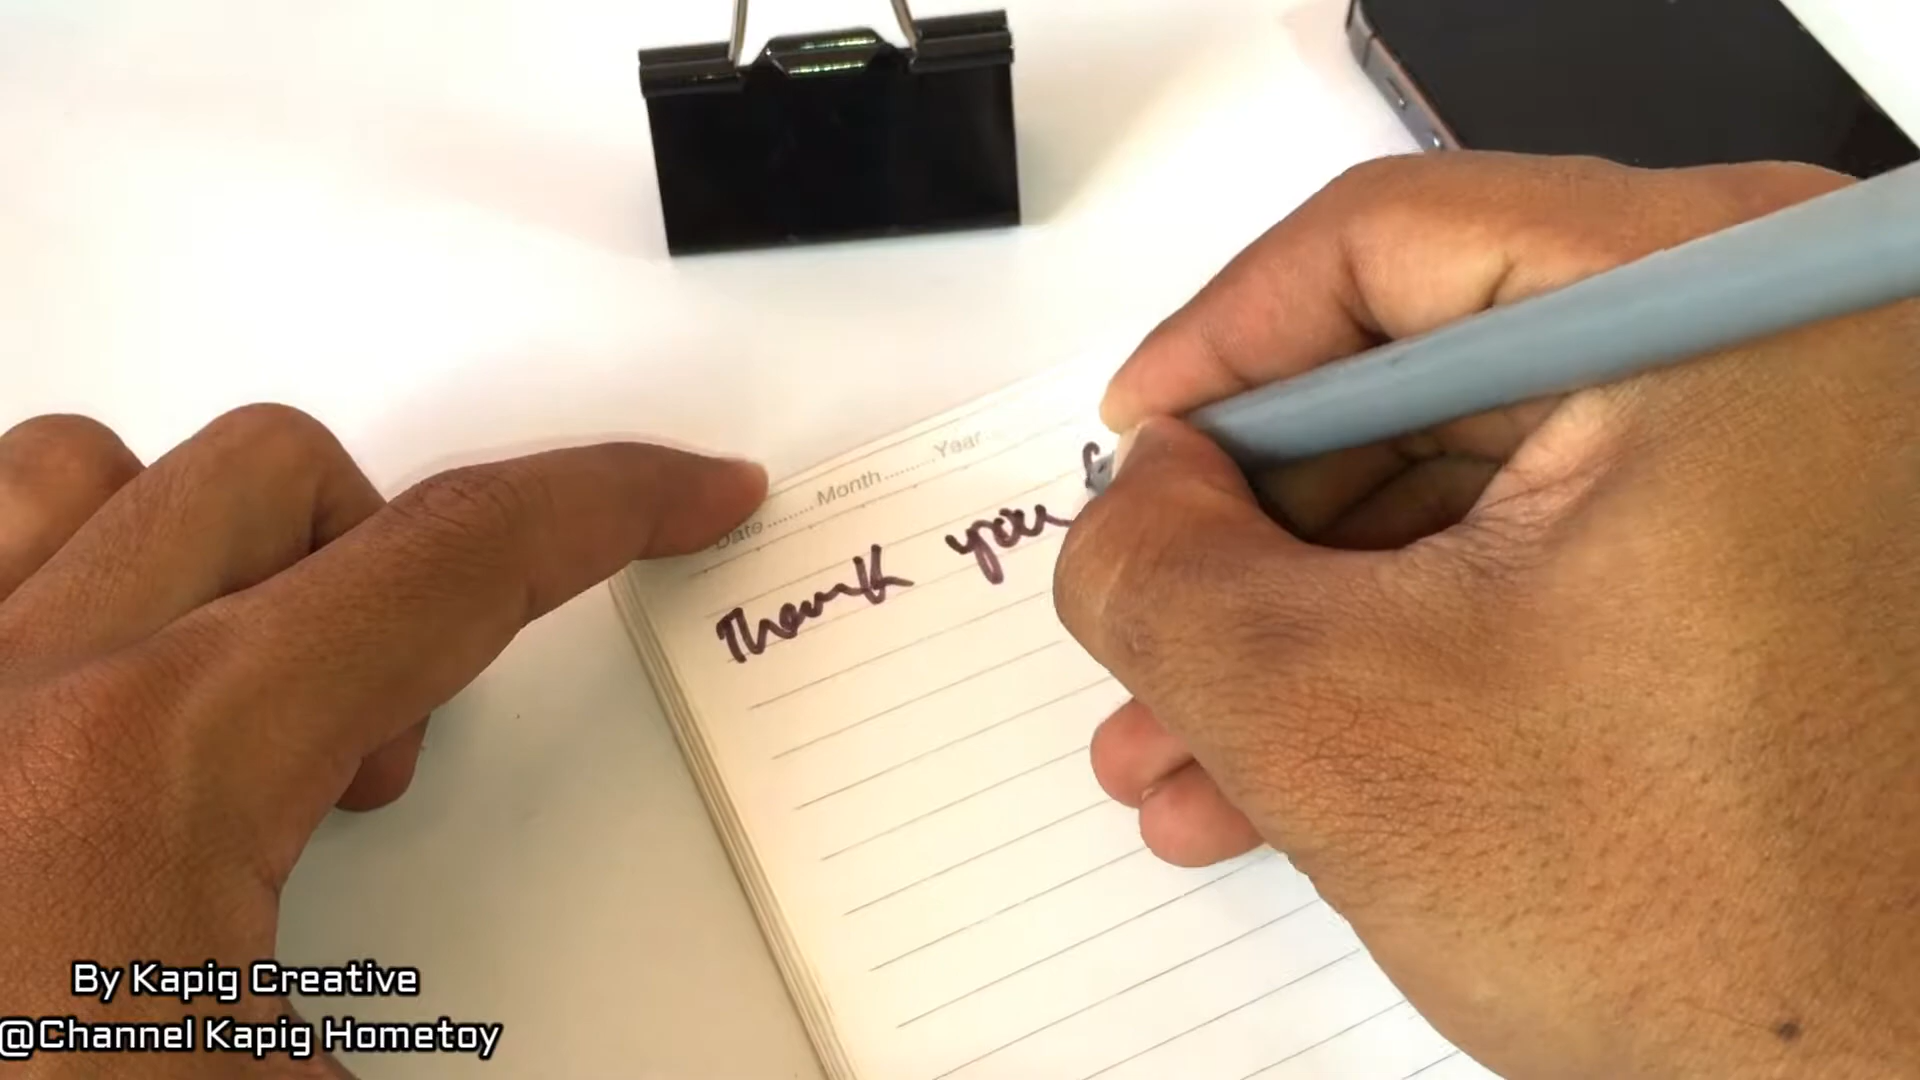 Date.........Month.........Year...
Thank you
By Kapig Creative
@Channel Kapig Hometoy